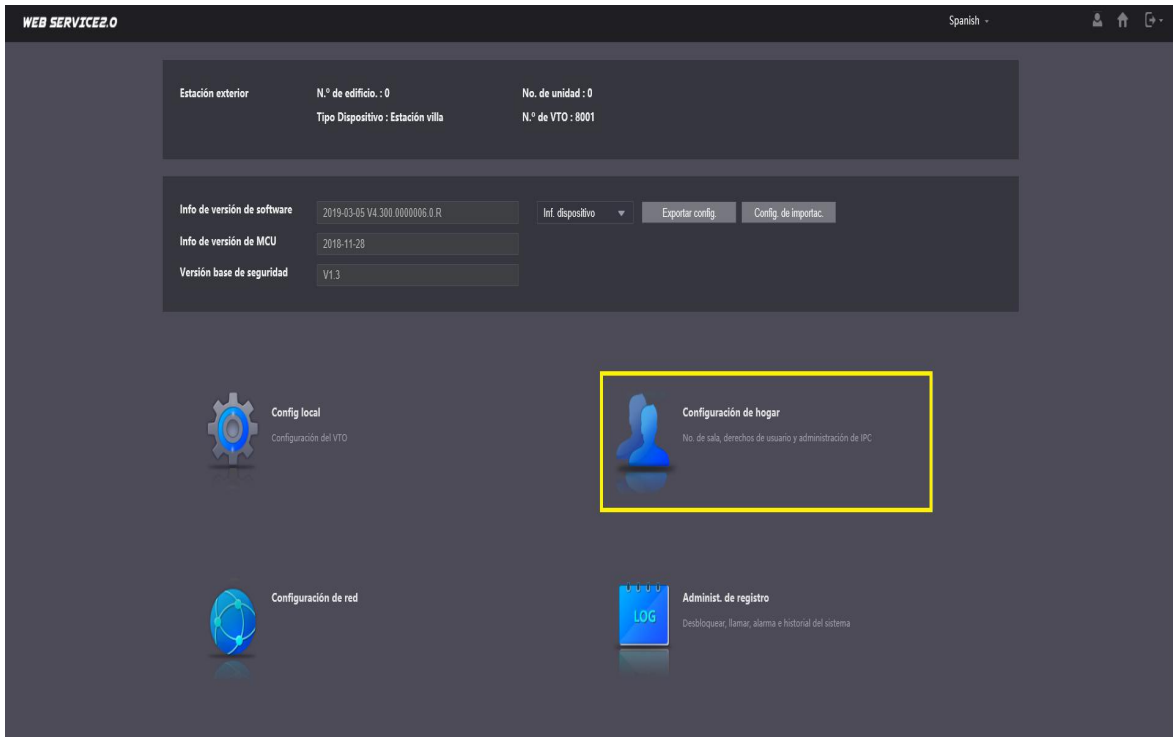 WEB SERVICE2.0
Spanish
Estación exterior
N.º de edificio. : 0
No. de unidad : 0
Tipo Dispositivo : Estación villa
N.º de VTO : 8001
Info de versión de software
2019-03-05 V4.300.0000006.0.R
Inf. dispositivo
Exportar config.
Config. de importac.
Info de versión de MCU
2018-11-28
Versión base de seguridad
V1.3
Config local
Configuración del VTO
Configuración de hogar
No. de sala, derechos de usuario y administración de IPC
Configuración de red
LOG
Administ. de registro
Desbloquear, llamar, alarma e historial del sistema